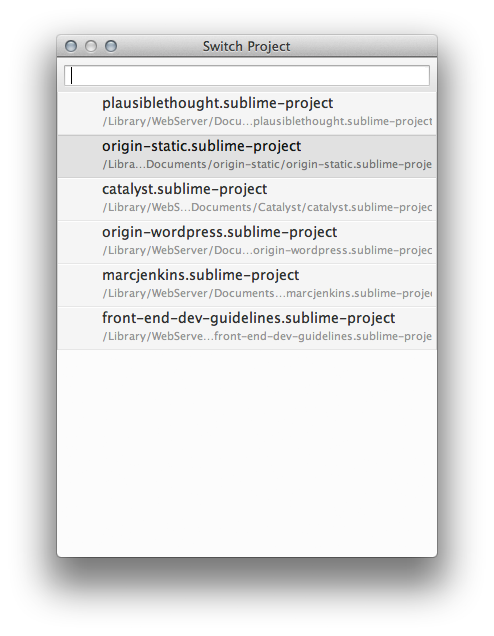 Switch Project
plausiblethought.sublime-project
/Library/WebServer/Docu...plausiblethought.sublime-project
origin-static.sublime-project
/Libra...Documents/origin-static/origin-static.sublime-proje
catalyst.sublime-project
/Library/WebS...Documents/Catalyst/catalyst.sublime-projec
origin-wordpress.sublime-project
/Library/WebServer/Docu...origin-wordpress.sublime-project
marcjenkins.sublime-project
/Library/WebServer/Documents...marcjenkins.sublime-project
front-end-dev-guidelines.sublime-project
/Library/WebServe...front-end-dev-guidelines.sublime-proje